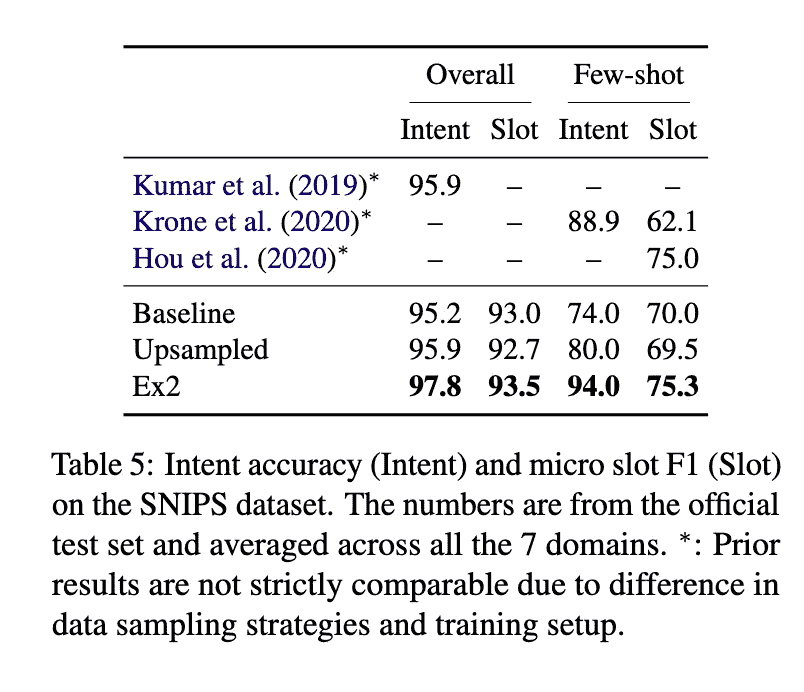 Overall Few-shot
Intent Slot Intent Slot
Kumar et al. (2019)* 95.9 – – –
Krone et al. (2020)* – – 88.9 62.1
Hou et al. (2020)* – – – 75.0
Baseline 95.2 93.0 74.0 70.0
Upsampled 95.9 92.7 80.0 69.5
Ex2 97.8 93.5 94.0 75.3
Table 5: Intent accuracy (Intent) and micro slot F1 (Slot)
on the SNIPS dataset. The numbers are from the official
test set and averaged across all the 7 domains. *: Prior
results are not strictly comparable due to difference in
data sampling strategies and training setup.